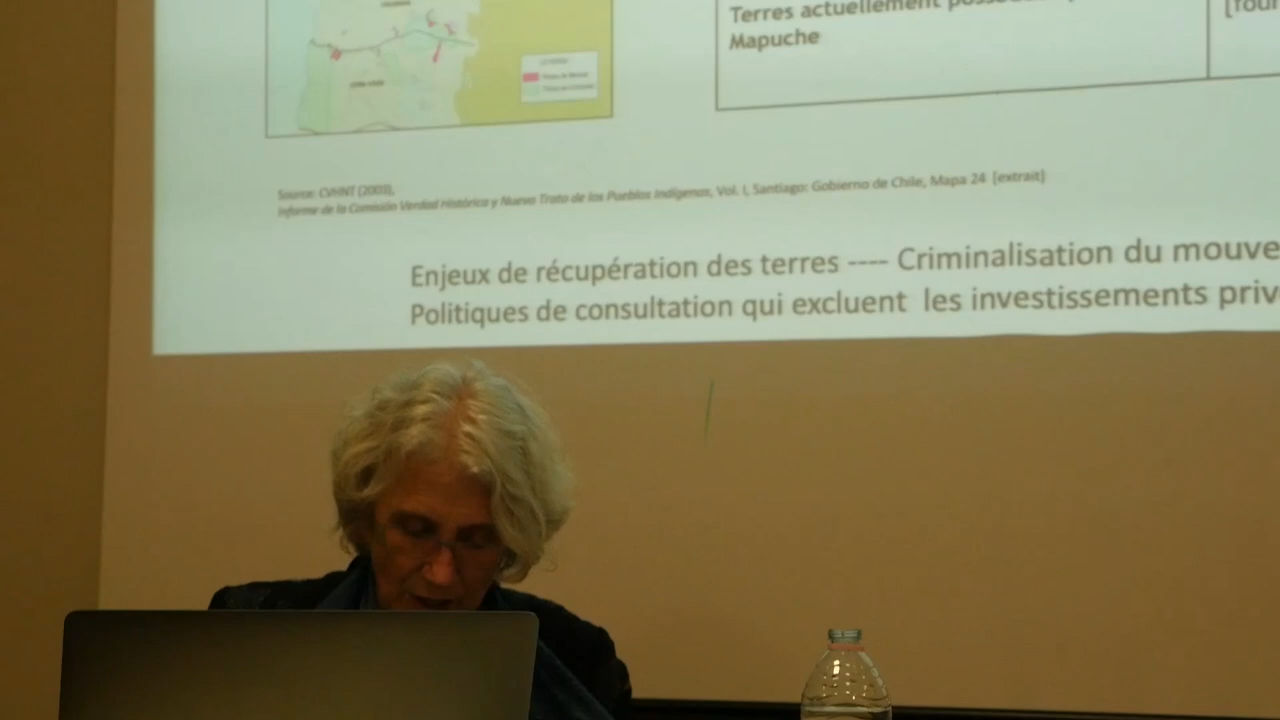 Terres actuellement
Mapuche
Source: CVHNT (2003),
Informe de la Comisión Verdad Histórica y Nuevo Trato de los Pueblos Indígenas, Vol. I, Santiago: Gobierno de Chile, Mapa 24 [extrait]
Enjeux de récupération des terres ---- Criminalisation du mouve
Politiques de consultation qui excluent les investissements priv